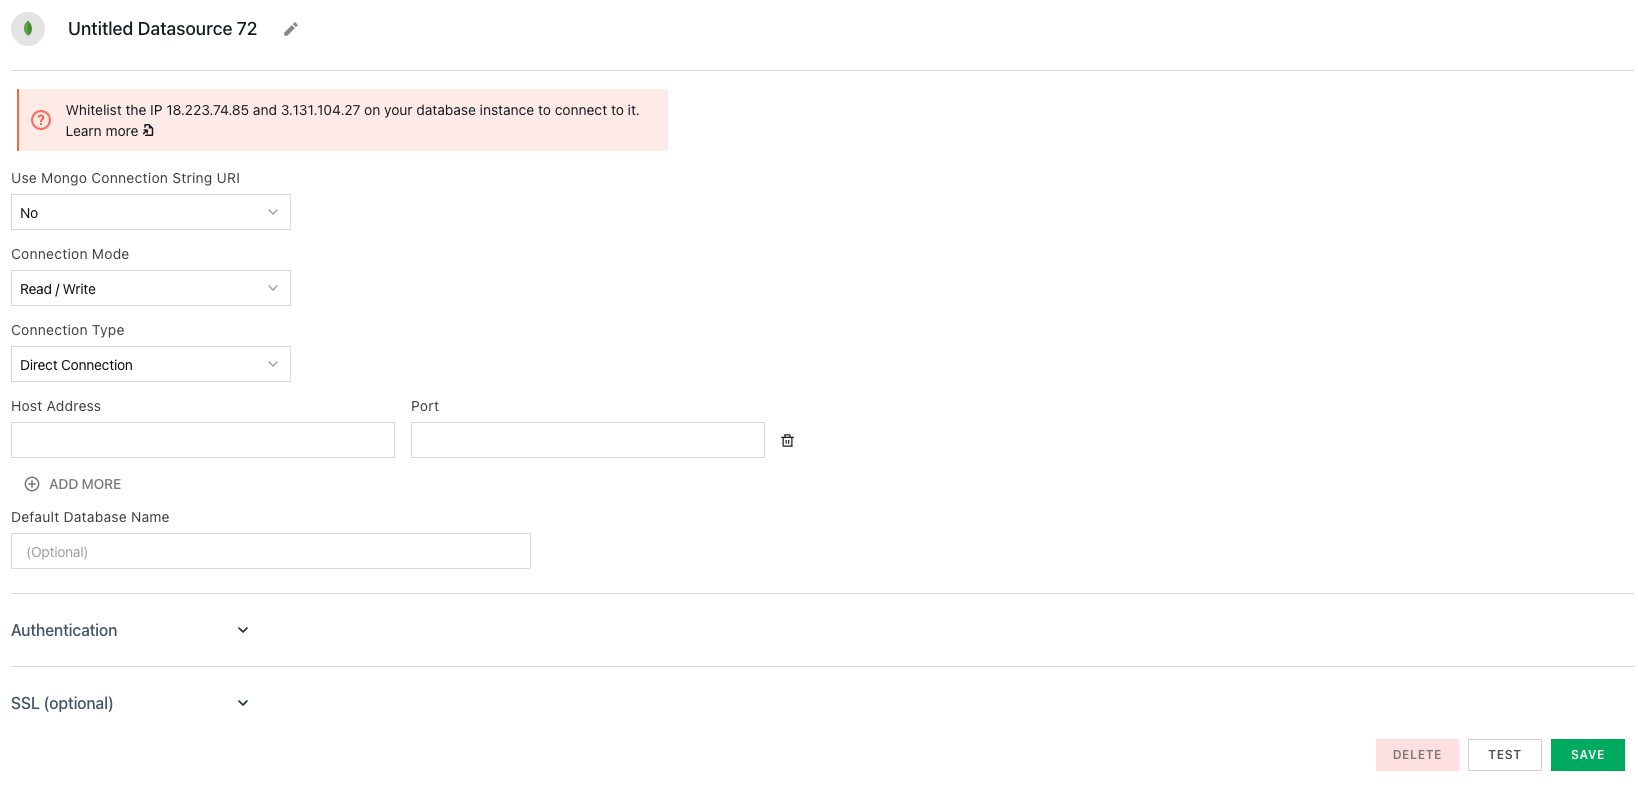 Untitled Datasource 72
Whitelist the IP 18.223.74.85 and 3.131.104.27 on your database instance to connect to it.
Learn more
Use Mongo Connection String URI
No
Connection Mode
Read / Write
Connection Type
Direct Connection
Host Address Port
ADD MORE
Default Database Name
(Optional)
Authentication
SSL (optional)
DELETE TEST SAVE